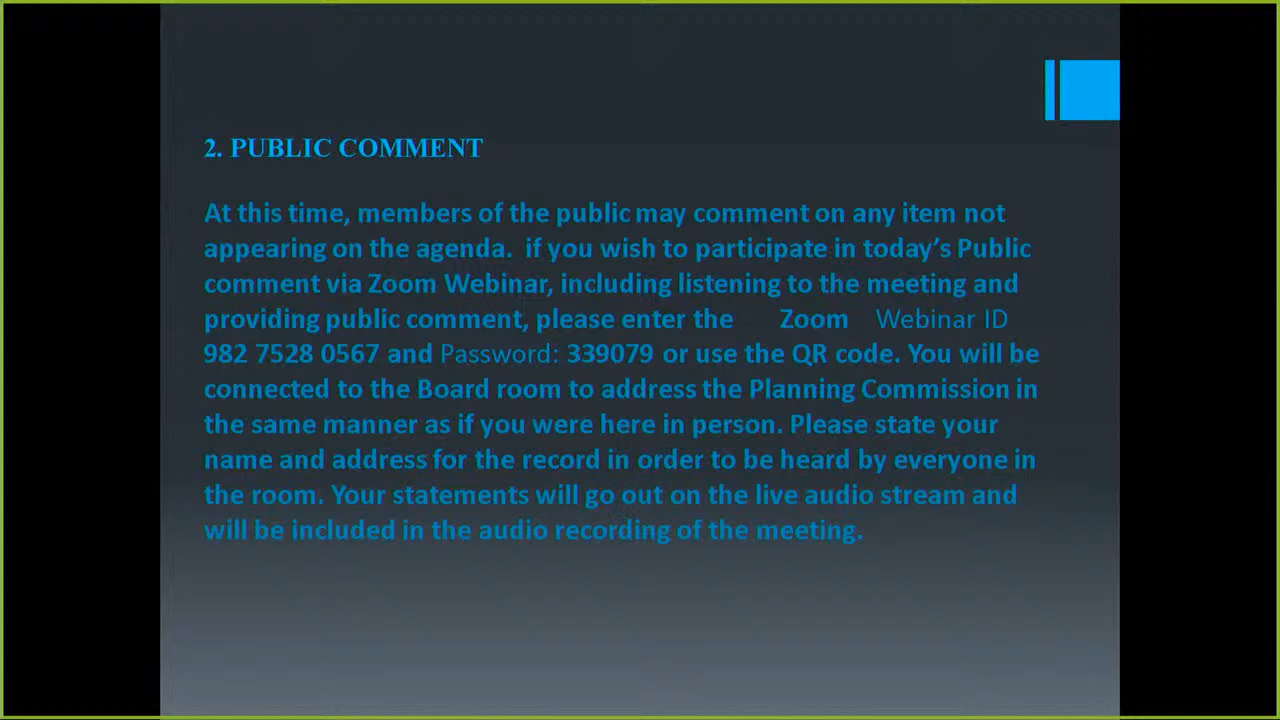 2. PUBLIC COMMENT
At this time, members of the public may comment on any item not
appearing on the agenda.  if you wish to participate in today’s Public
comment via Zoom Webinar, including listening to the meeting and
providing public comment, please enter the Zoom Webinar ID
982 7528 0567 and Password: 339079 or use the QR code. You will be
connected to the Board room to address the Planning Commission in
the same manner as if you were here in person. Please state your
name and address for the record in order to be heard by everyone in
the room. Your statements will go out on the live audio stream and
will be included in the audio recording of the meeting.